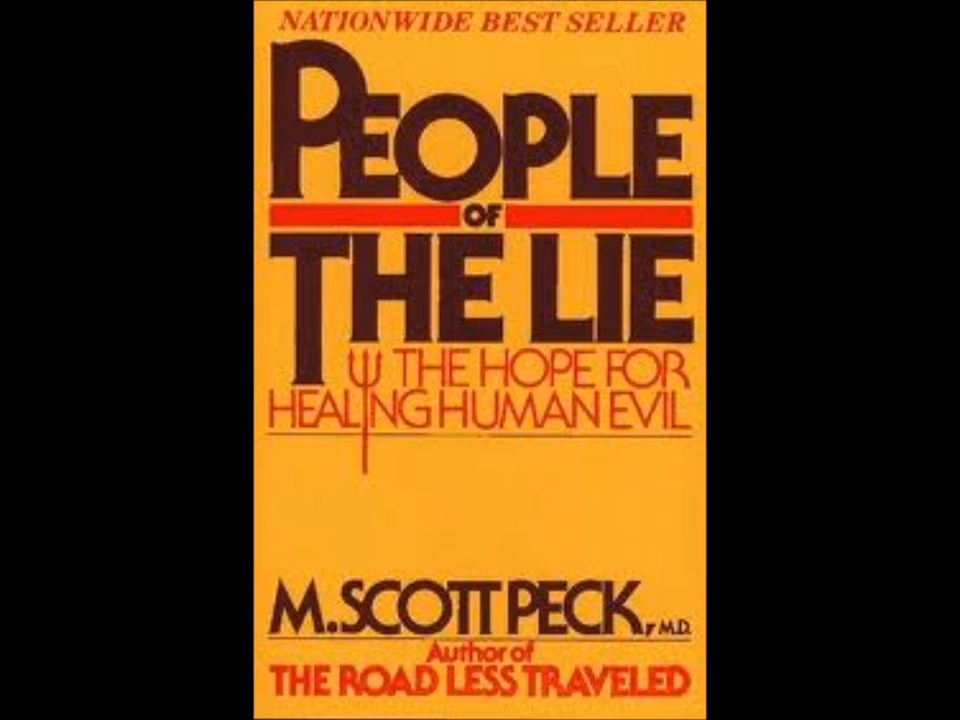 NATIONWIDE BEST SELLER
PEOPLE
OF
THE LIE
THE HOPE FOR
HEALING HUMAN EVIL
M. SCOTT PECK, M.D.
Author of
THE ROAD LESS TRAVELED